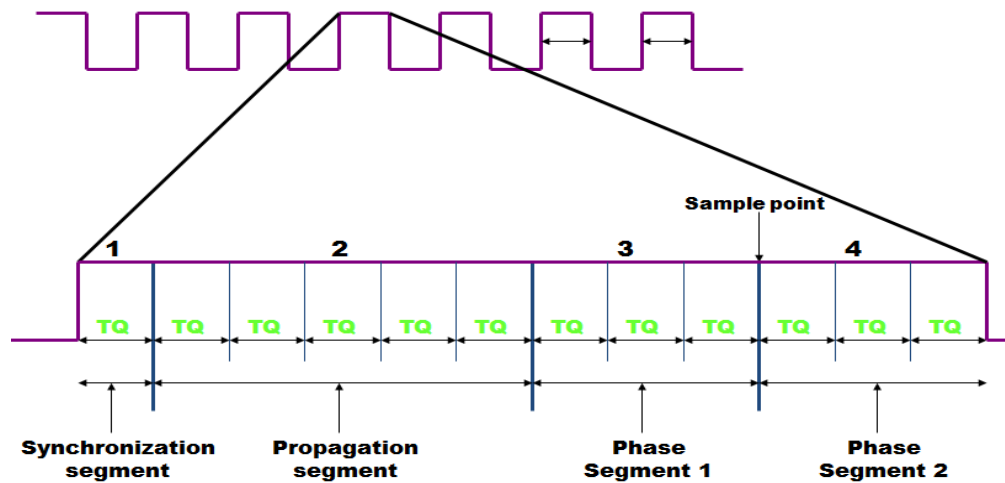 Sample point
1 2 3 4
TQ TQ TQ TQ TQ TQ TQ TQ TQ TQ TQ TQ
Synchronization
segment
Propagation
segment
Phase
Segment 1
Phase
Segment 2